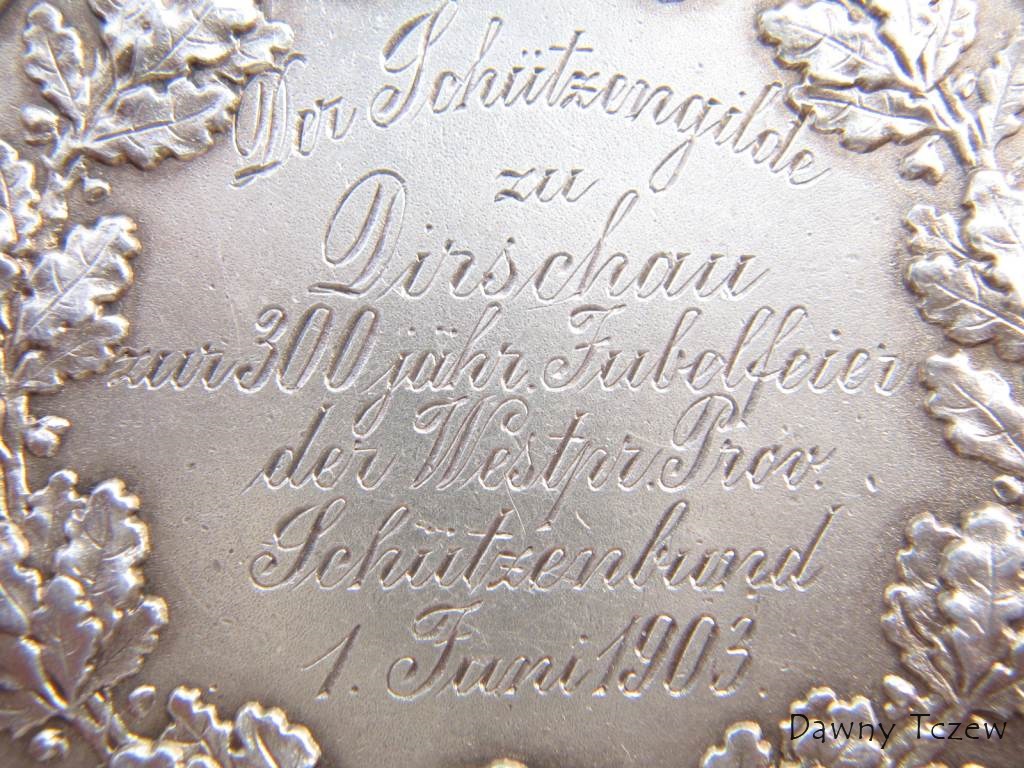 Der Schützengilde
zu
Dirschau
zur 300 jähr. Jubelfeier
der Westpr. Prov.
Schützenbund
1. Juni 1903.
Dawny Tczew